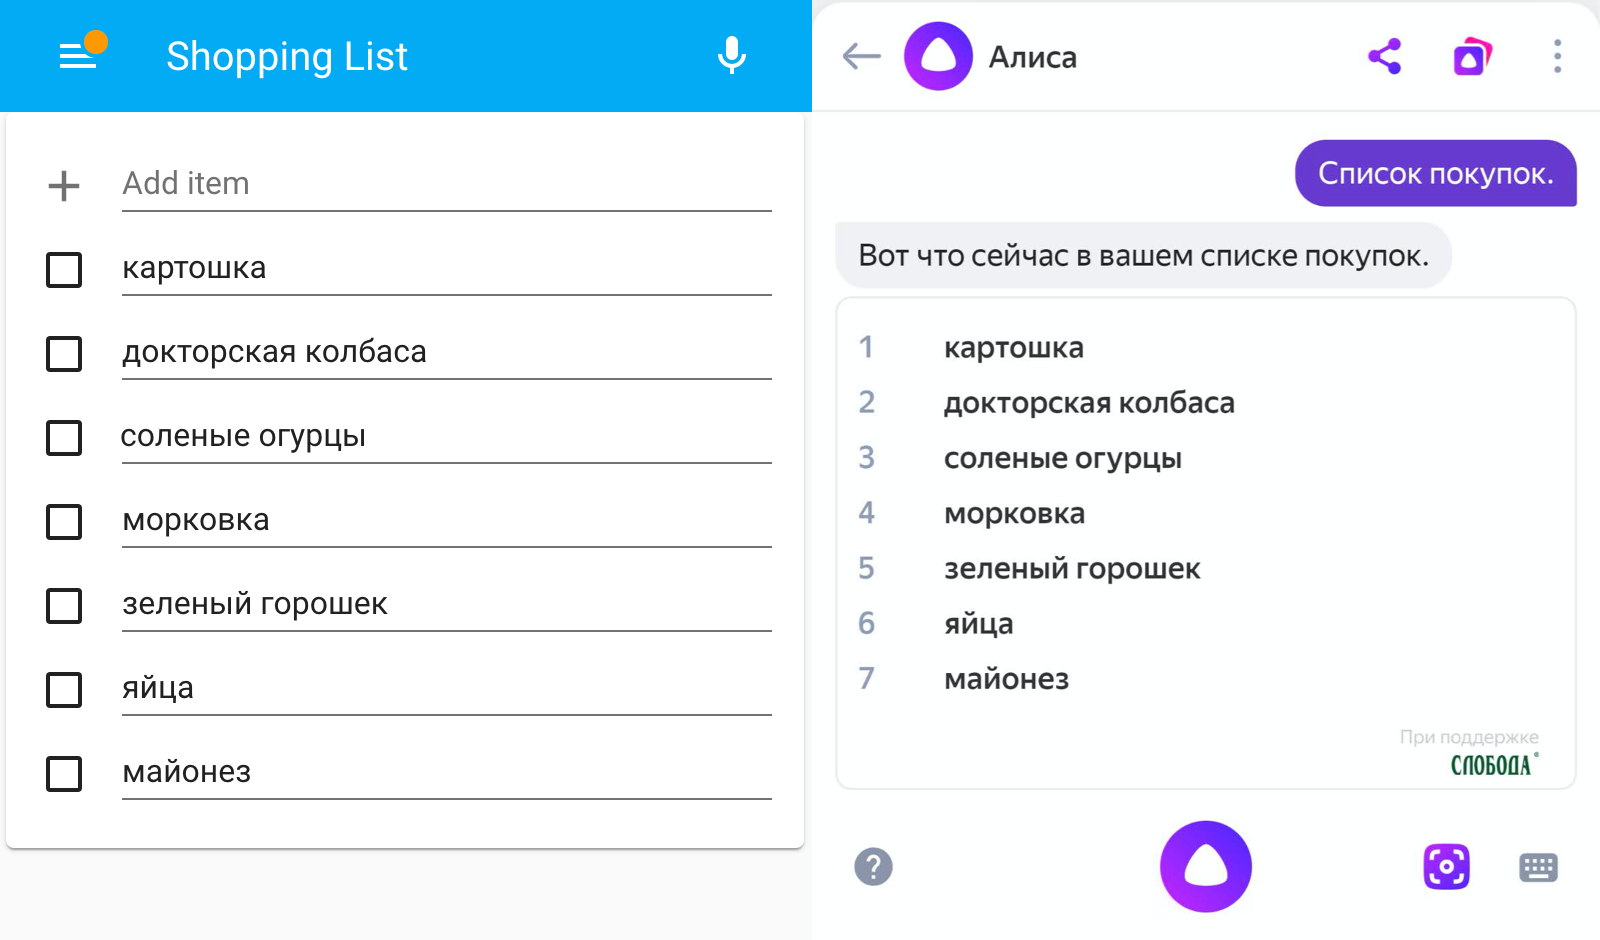 Shopping List
Add item
картошка
докторская колбаса
соленые огурцы
морковка
зеленый горошек
яйца
майонез
Алиса
Список покупок.
Вот что сейчас в вашем списке покупок.
1 картошка
2 докторская колбаса
3 соленые огурцы
4 морковка
5 зеленый горошек
6 яйца
7 майонез
При поддержке
СЛОБОДА
?